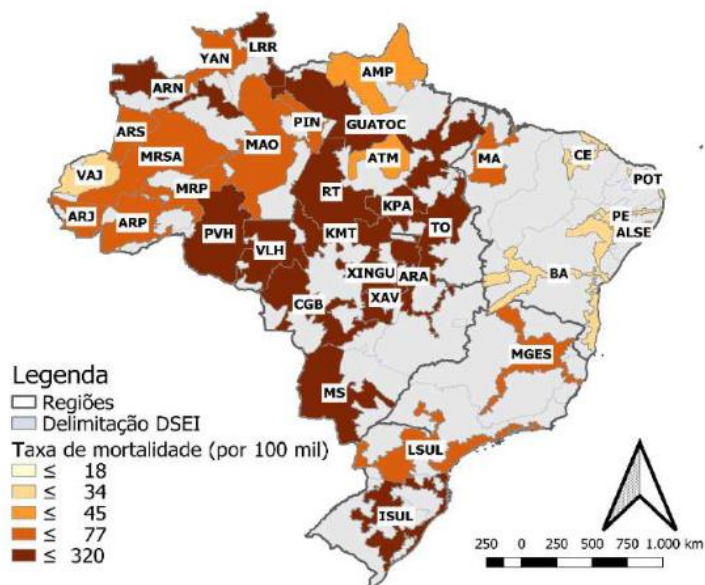 LRR
YAN
AMP
ARN
ARS
PIN
GUATOC
MAO
MRSA
ATM
MA
CE
VAJ
MRP
RT
POT
ARJ
ARP
KPA
PE
PVH
KMT
TO
ALSE
VLH
XINGU
ARA
BA
CGB
XAV
MGES
MS
LSUL
ISUL
Legenda
Regiões
Delimitação DSEI
Taxa de mortalidade (por 100 mil)
≤ 18
≤ 34
≤ 45
≤ 77
≤ 320
250 0 250 500 750 1.000 km